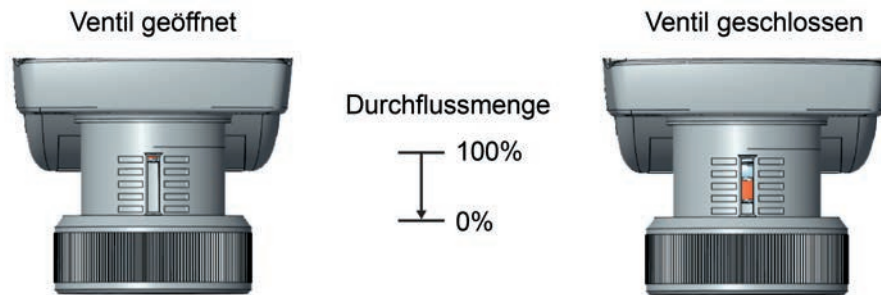 Ventil geöffnet
Ventil geschlossen
Durchflussmenge
100%
0%